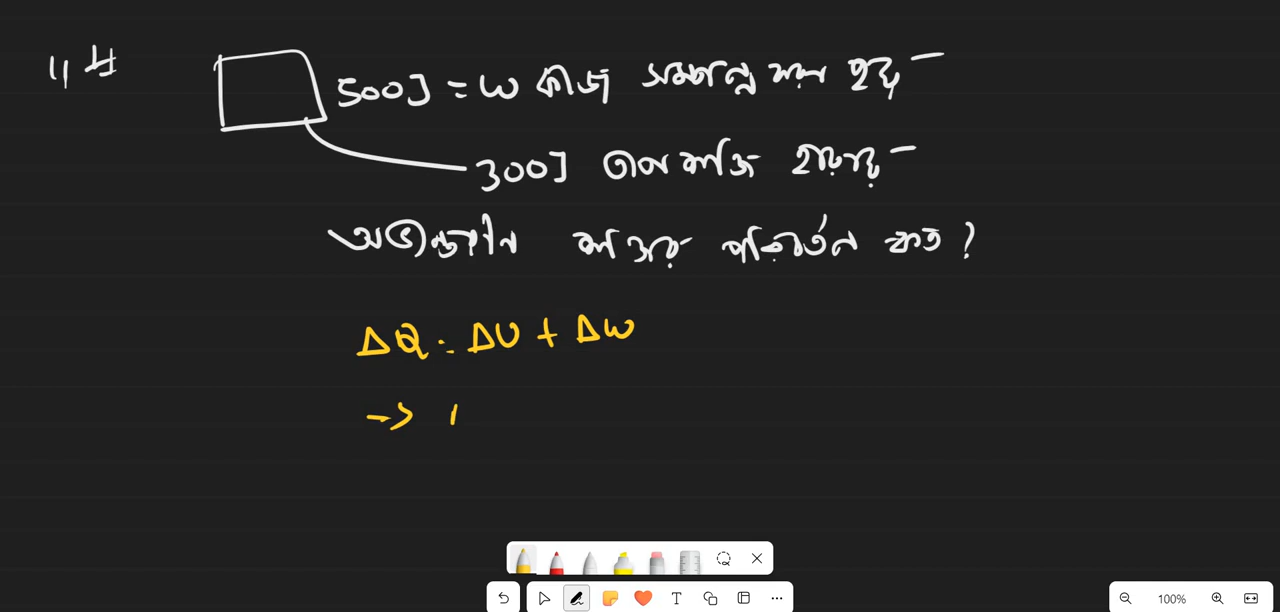 ।। ধ
500J = W কাজ সম্পন্ন করা হয়
300J তাপ বর্জন হয়েছে
অভ্যন্তরীণ শক্তির পরিবর্তন কত?
ΔQ = ΔU + ΔW
→
100%